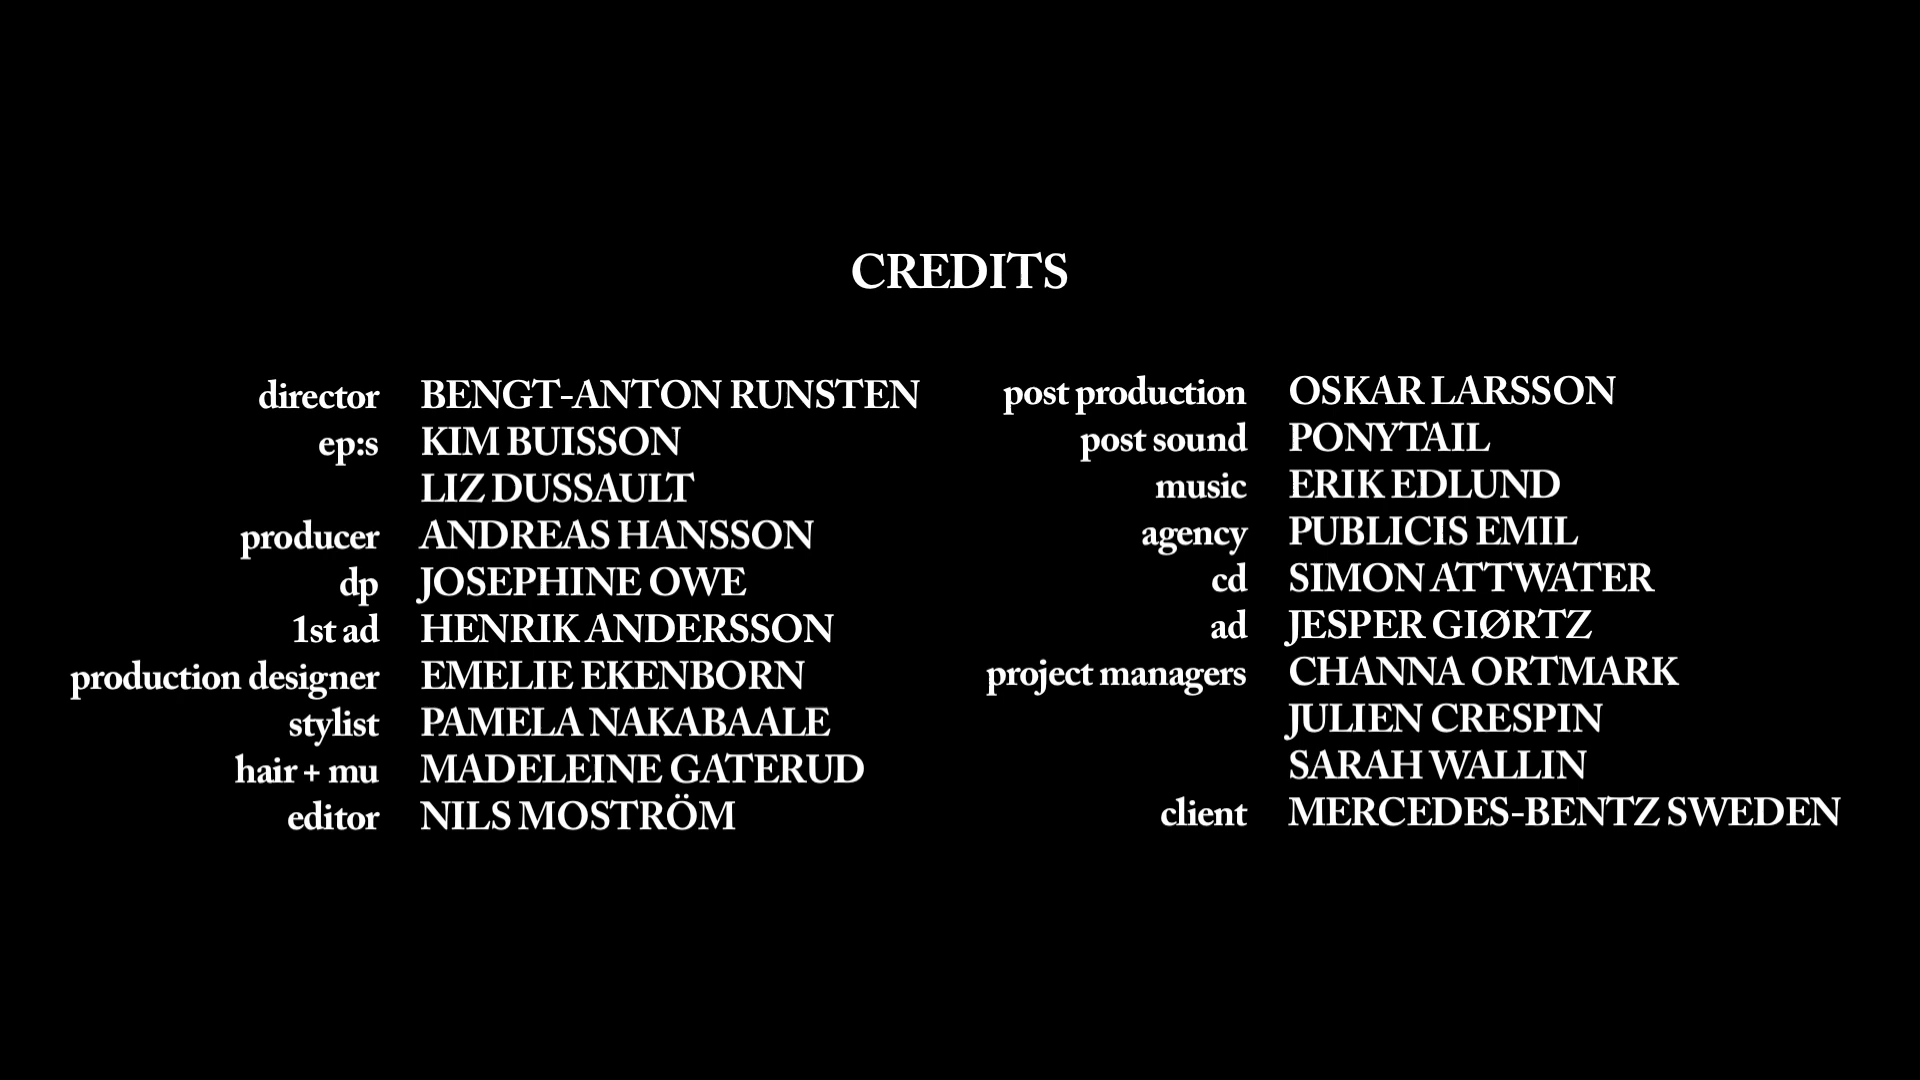 CREDITS
director BENGT-ANTON RUNSTEN
ep:s KIM BUISSON
LIZ DUSSAULT
producer ANDREAS HANSSON
dp JOSEPHINE OWE
1st ad HENRIK ANDERSSON
production designer EMELIE EKENBORN
stylist PAMELA NAKABAALE
hair + mu MADELEINE GATERUD
editor NILS MOSTRÖM
post production OSKAR LARSSON
post sound PONYTAIL
music ERIK EDLUND
agency PUBLICIS EMIL
cd SIMON ATTWATER
ad JESPER GIØRTZ
project managers CHANNA ORTMARK
JULIEN CRESPIN
SARAH WALLIN
client MERCEDES-BENTZ SWEDEN